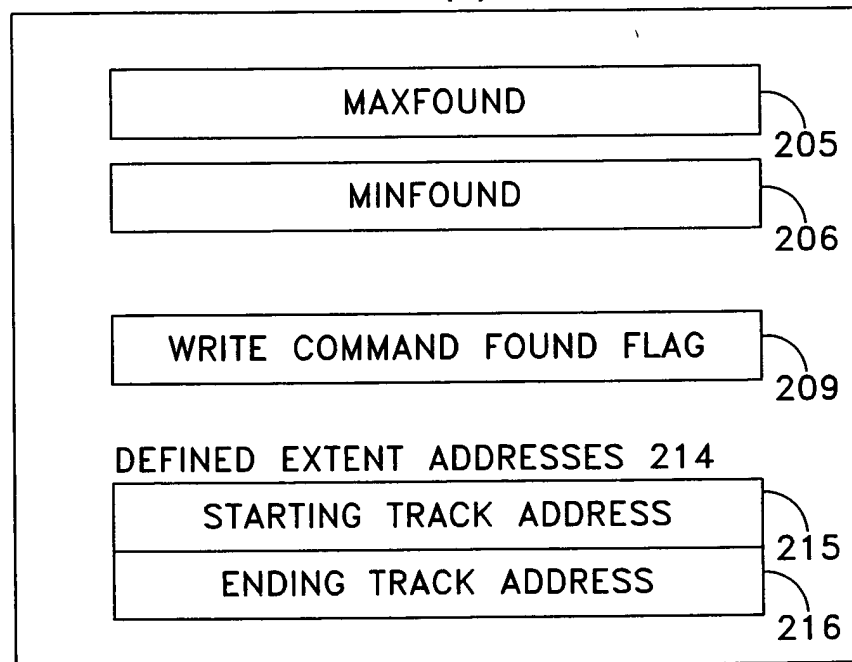 MAXFOUND
205
MINFOUND
206
WRITE COMMAND FOUND FLAG
209
DEFINED EXTENT ADDRESSES 214
STARTING TRACK ADDRESS
215
ENDING TRACK ADDRESS
216